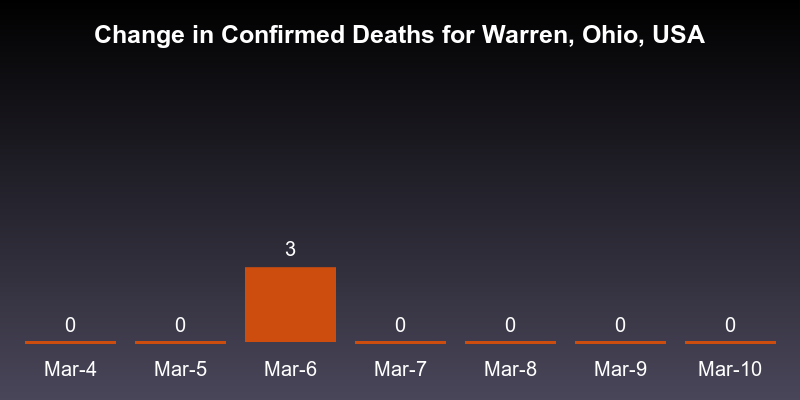 Change in Confirmed Deaths for Warren, Ohio, USA
3
0 0 0 0 0 0
Mar-4 Mar-5 Mar-6 Mar-7 Mar-8 Mar-9 Mar-10